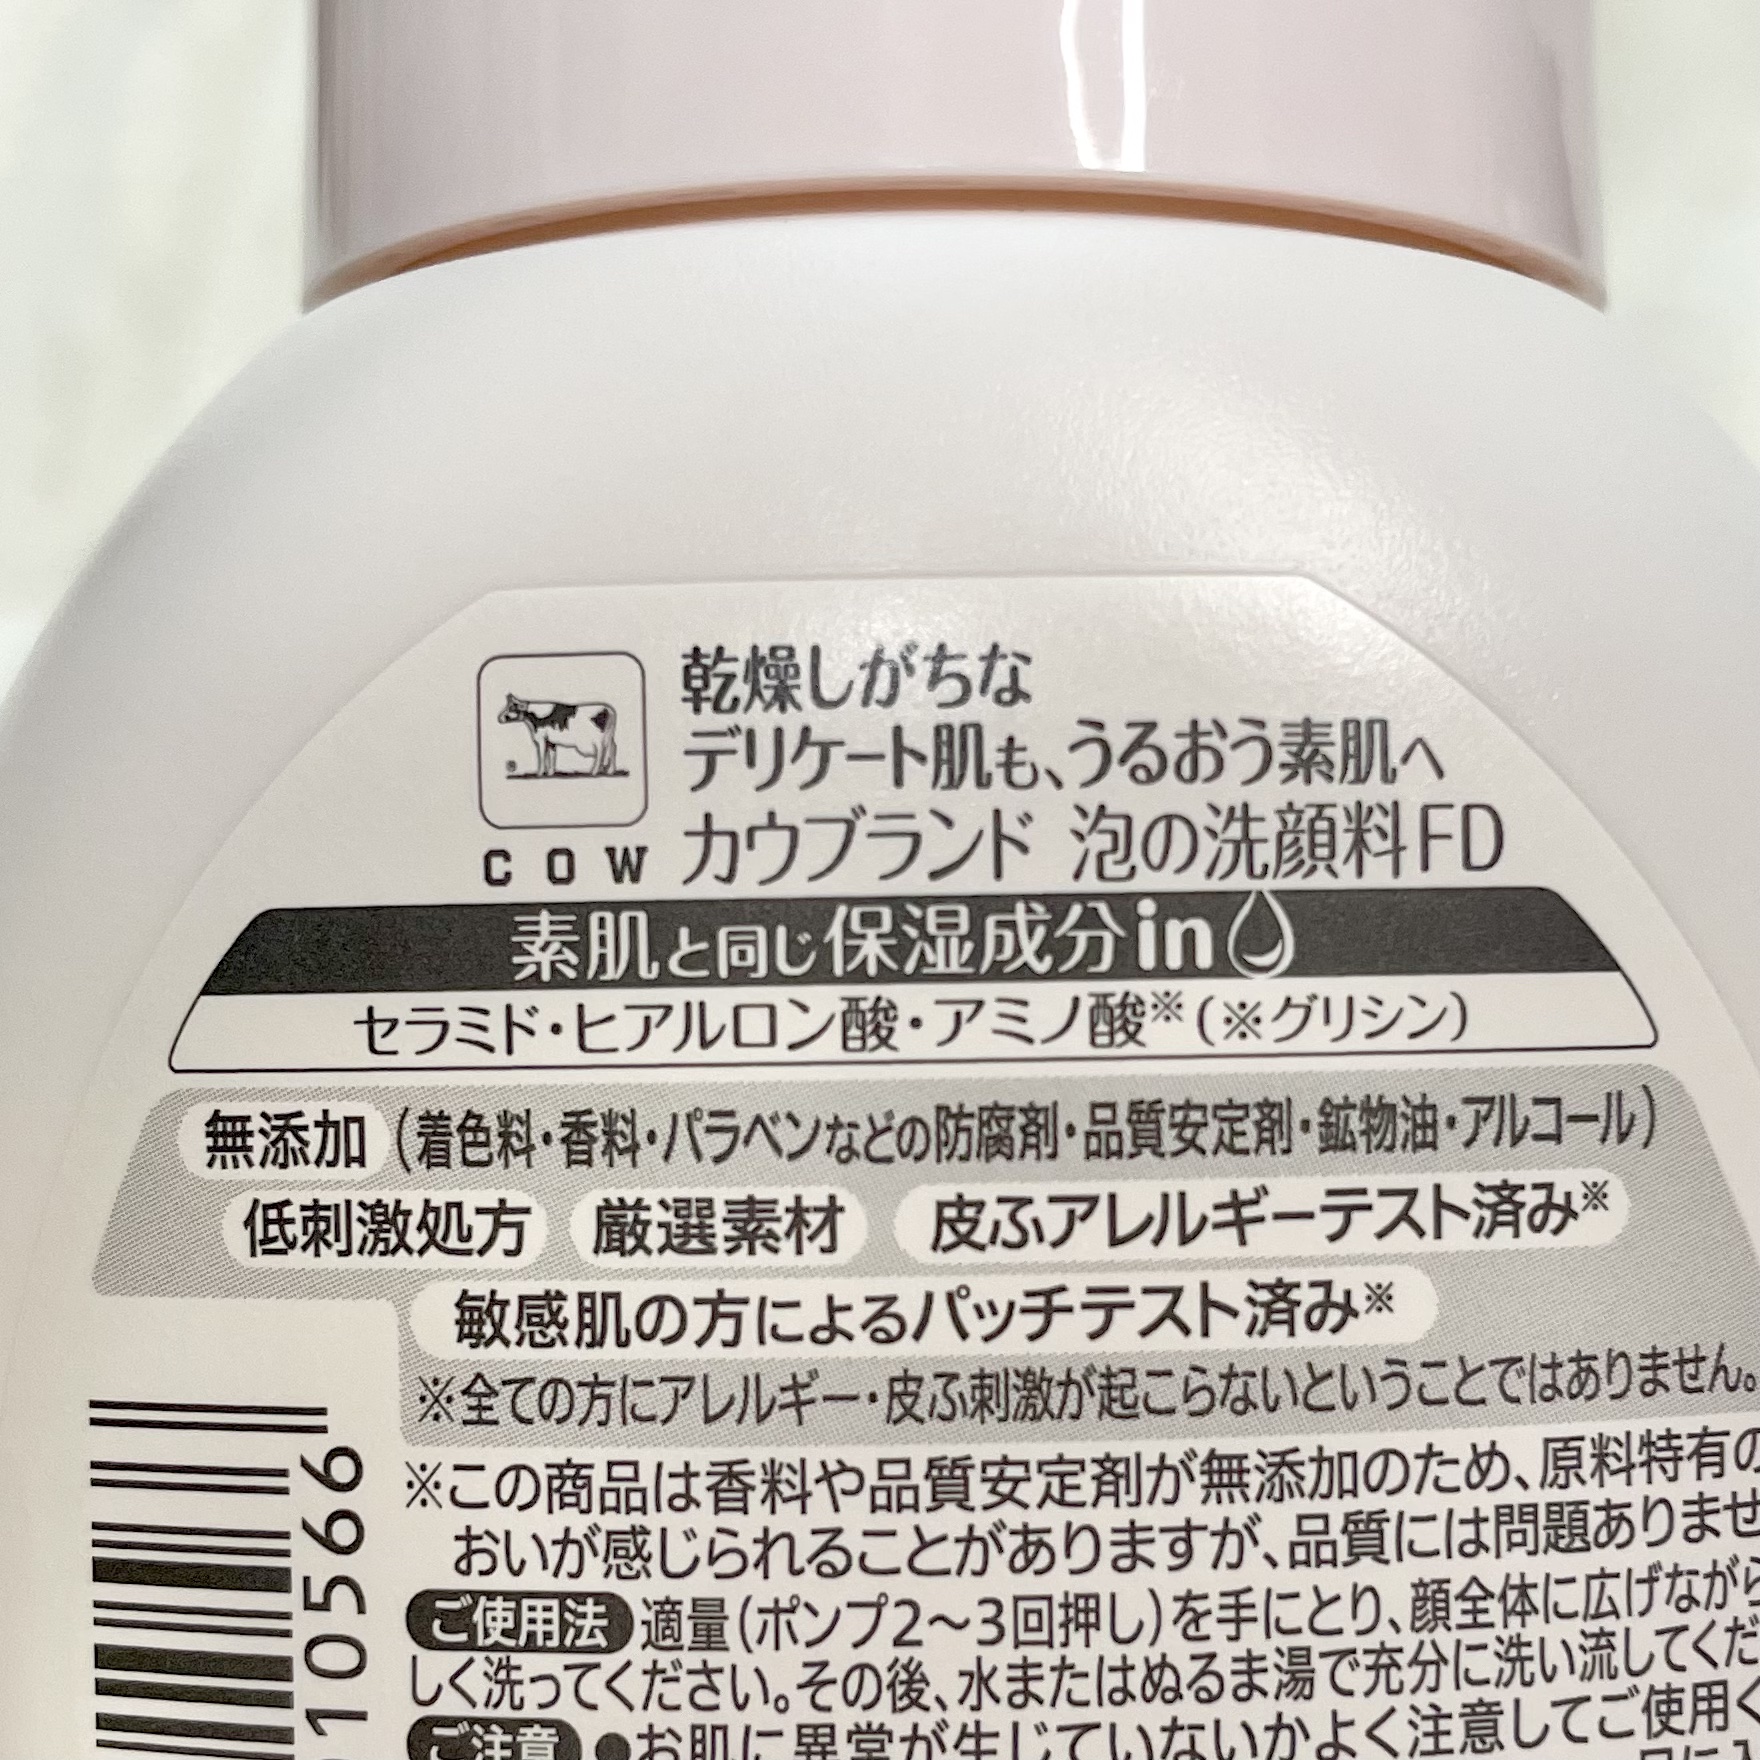 乾燥しがちな
デリケート肌も、うるおう素肌へ
COW カウブランド 泡の洗顔料FD
素肌と同じ保湿成分in
セラミド・ヒアルロン酸・アミノ酸※(※グリシン)
無添加(着色料・香料・パラベンなどの防腐剤・品質安定剤・鉱物油・アルコール)
低刺激処方 厳選素材 皮ふアレルギーテスト済み※
敏感肌の方によるパッチテスト済み※
※全ての方にアレルギー・皮ふ刺激が起こらないということではありません。
※この商品は香料や品質安定剤が無添加のため、原料特有の
おいが感じられることがありますが、品質には問題ありませ
ご使用法 適量(ポンプ2〜3回押し)を手にとり、顔全体に広げながら
しく洗ってください。その後、水またはぬるま湯で充分に洗い流してくだ
ご注意 ●お肌に異常が生じていないかよく注意してご使用く
10566